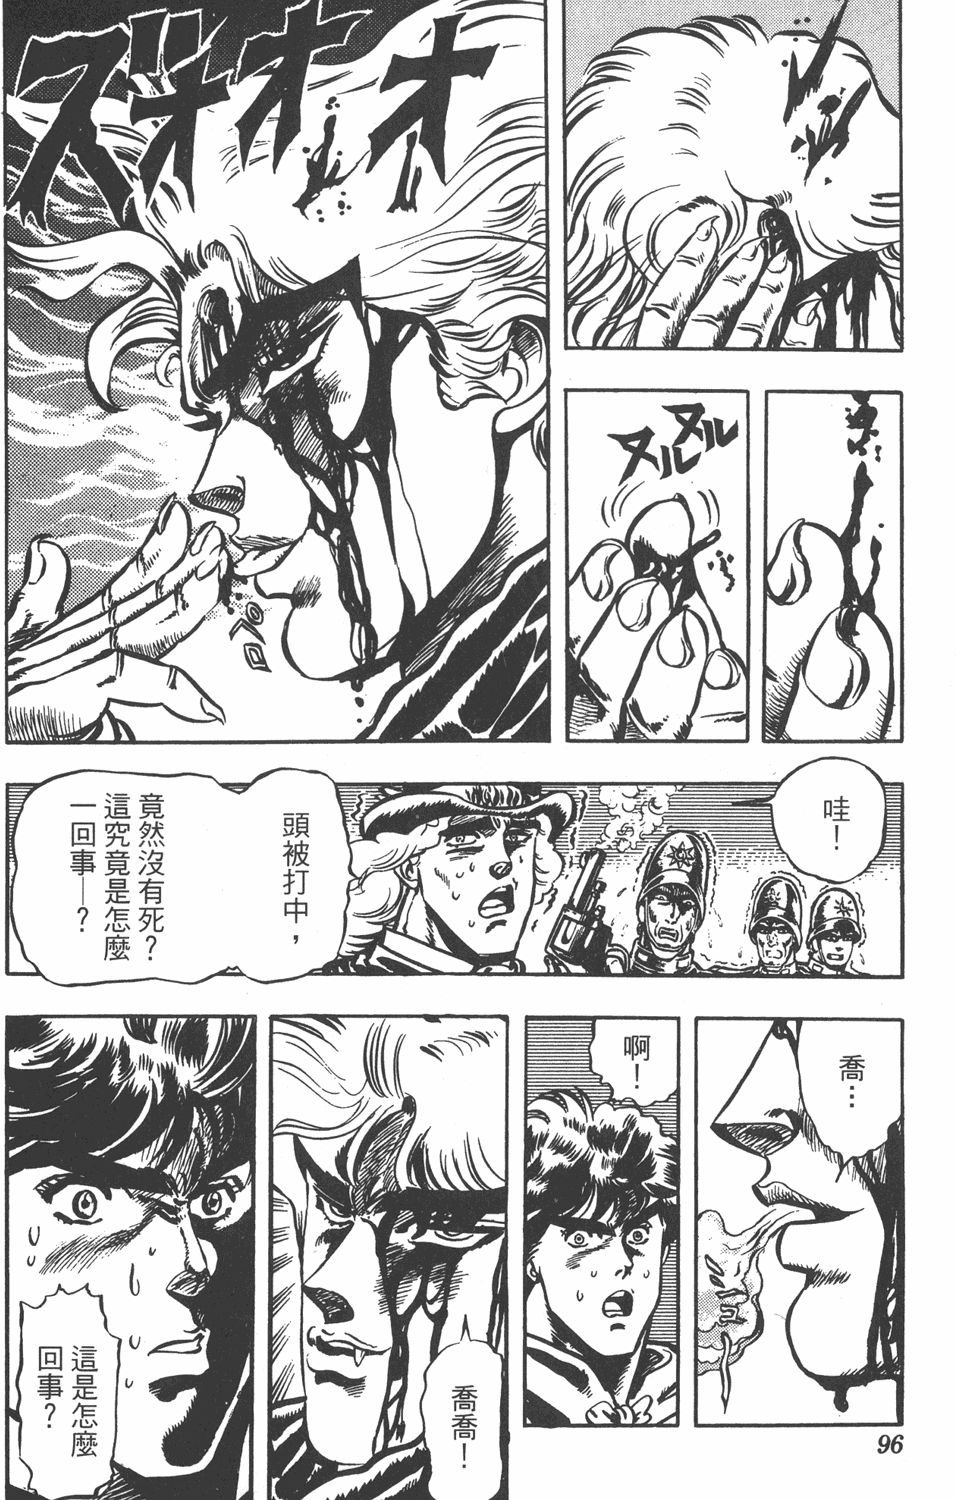 ズオオオ
ヌル
ヌル
ペロ
哇！
頭被打中，
竟然沒有死？
這究竟是怎麼
一回事—？
喬…
啊！
喬喬！
這是怎麼
回事？
96